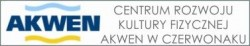 AKWEN
CENTRUM ROZWOJU
KULTURY FIZYCZNEJ
AKWEN W CZERWONAKU